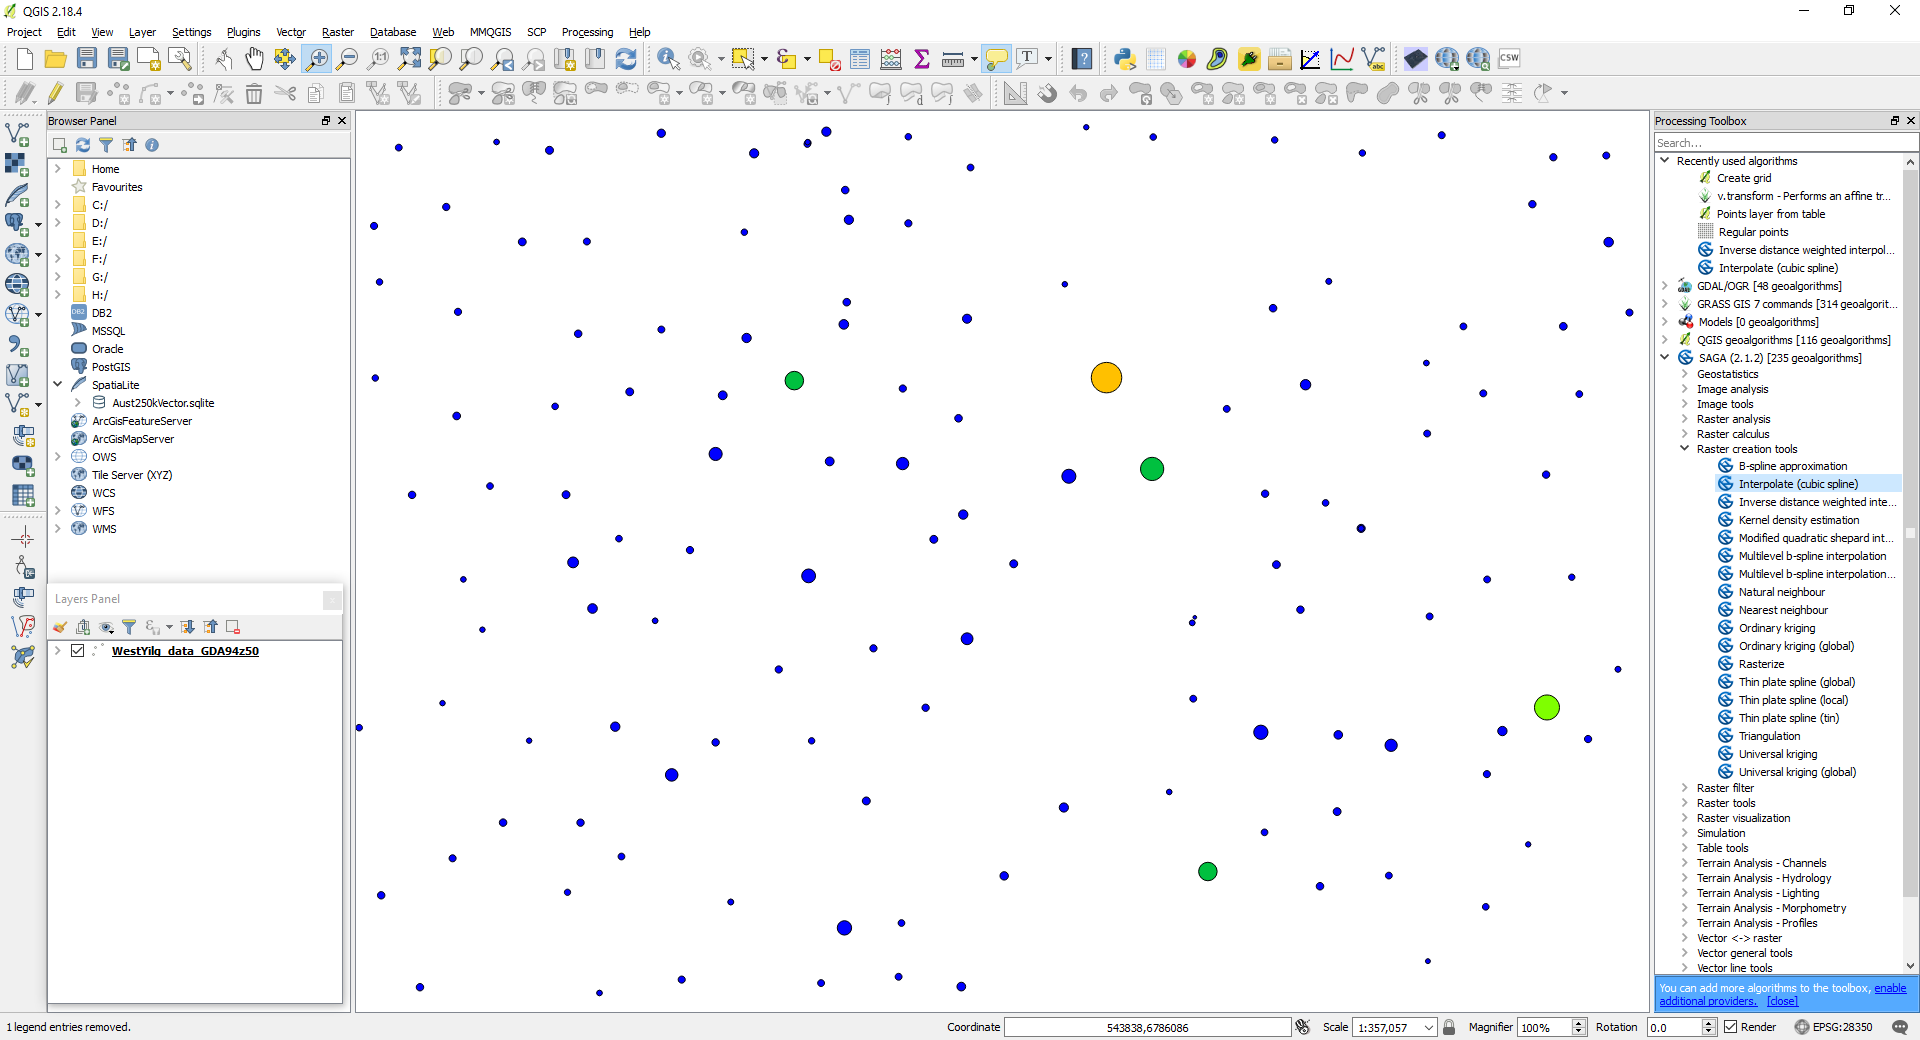 QGIS 2.18.4
Project Edit View Layer Settings Plugins Vector Raster Database Web MMQGIS SCP Processing Help
Browser Panel
Home
Favourites
C:/
D:/
E:/
F:/
G:/
H:/
DB2
MSSQL
Oracle
PostGIS
SpatiaLite
Aust250kVector.sqlite
ArcGisFeatureServer
ArcGisMapServer
OWS
Tile Server (XYZ)
WCS
WFS
WMS
Layers Panel
WestYilg_data_GDA94z50
Processing Toolbox
Search...
Recently used algorithms
Create grid
v.transform - Performs an affine tr...
Points layer from table
Regular points
Inverse distance weighted interpol...
Interpolate (cubic spline)
GDAL/OGR [48 geoalgorithms]
GRASS GIS 7 commands [314 geoalgorit...
Models [0 geoalgorithms]
QGIS geoalgorithms [116 geoalgorithms]
SAGA (2.1.2) [235 geoalgorithms]
Geostatistics
Image analysis
Image tools
Raster analysis
Raster calculus
Raster creation tools
B-spline approximation
Interpolate (cubic spline)
Inverse distance weighted inte...
Kernel density estimation
Modified quadratic shepard int...
Multilevel b-spline interpolation
Multilevel b-spline interpolation...
Natural neighbour
Nearest neighbour
Ordinary kriging
Ordinary kriging (global)
Rasterize
Thin plate spline (global)
Thin plate spline (local)
Thin plate spline (tin)
Triangulation
Universal kriging
Universal kriging (global)
Raster filter
Raster tools
Raster visualization
Simulation
Table tools
Terrain Analysis - Channels
Terrain Analysis - Hydrology
Terrain Analysis - Lighting
Terrain Analysis - Morphometry
Terrain Analysis - Profiles
Vector <-> raster
Vector general tools
Vector line tools
You can add more algorithms to the toolbox, enable
additional providers. [close]
1 legend entries removed.
Coordinate 543838,6786086 Scale 1:357,057 Magnifier 100% Rotation 0.0 Render EPSG:28350